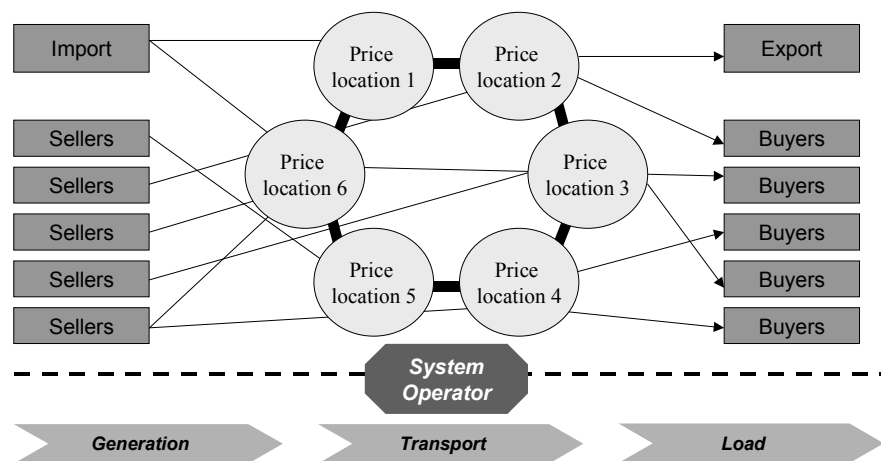 Import
Sellers
Sellers
Sellers
Sellers
Sellers
Price
location 1
Price
location 2
Price
location 6
Price
location 3
Price
location 5
Price
location 4
Export
Buyers
Buyers
Buyers
Buyers
Buyers
System
Operator
Generation
Transport
Load